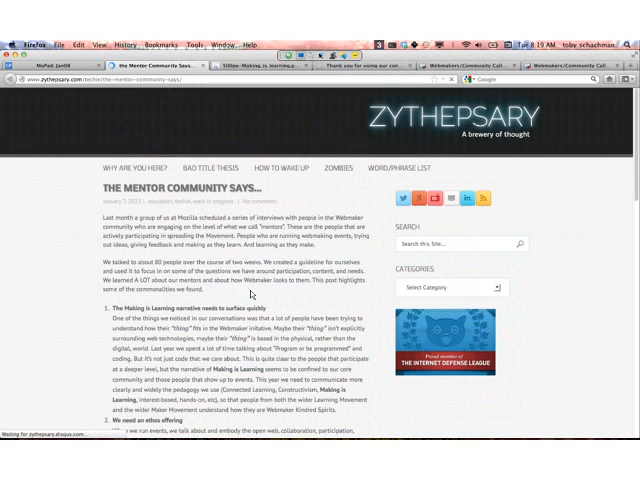 Firefox File Edit View History Bookmarks Tools Window Help
3 Tue 8:19 AM toby_schachman
MoPad: Jan08 the Mentor Community Says... Thank you for using our con... Webmakers/Community Call... Webmakers/Community Call...
www.zythepsary.com/techie/the-mentor-community-says/ Google
ZYTHEPSARY
A brewery of thought
WHY ARE YOU HERE? BAD TITLE THESIS HOW TO WAKE UP ZOMBIES WORD/PHRASE LIST
THE MENTOR COMMUNITY SAYS...
January 7, 2013 | education, techie, work in progress | No comments
Last month a group of us at Mozilla scheduled a series of interviews with people in the Webmaker
community who are engaging on the level of what we call "mentors". These are the people that are
actively participating in spreading the Movement. People who are running webmaking events, trying
out ideas, giving feedback and making as they learn. And learning as they make.
We talked to about 80 people over the course of two weeks. We created a guideline for ourselves
and used it to focus in on some of the questions we have around participation, content, and needs.
We learned A LOT about our mentors and about how Webmaker looks to them. This post highlights
some of the commonalities we found.
1. The Making is Learning narrative needs to surface quickly
One of the things we noticed in our conversations was that a lot of people have been trying to
understand how their "thing" fits in the Webmaker initative. Maybe their "thing" isn't explicitly
surrounding web technologies, maybe their "thing" is based in the physical, rather than the
digital, world. Last year we spent a lot of time talking about "Program or be programmed" and
coding. But it's not just code that we care about. This is quite clear to the people that participate
at a deeper level, but the narrative of Making is Learning seems to be confined to our core
community and those people that show up to events. This year we need to communicate more
clearly and widely the pedagogy we use (Connected Learning, Constructivism, Making is
Learning, interest-based, hands-on, etc), so that people from both the wider Learning Movement
and the wider Maker Movement understand how they are Webmaker Kindred Spirits.
2. We need an ethos offering
we run events, we talk about and embody the open web, collaboration, participation,
SEARCH
Search this Site...
CATEGORIES
Select Category
Proud member of
THE INTERNET DEFENSE LEAGUE
Waiting for zythepsary.disqus.com...